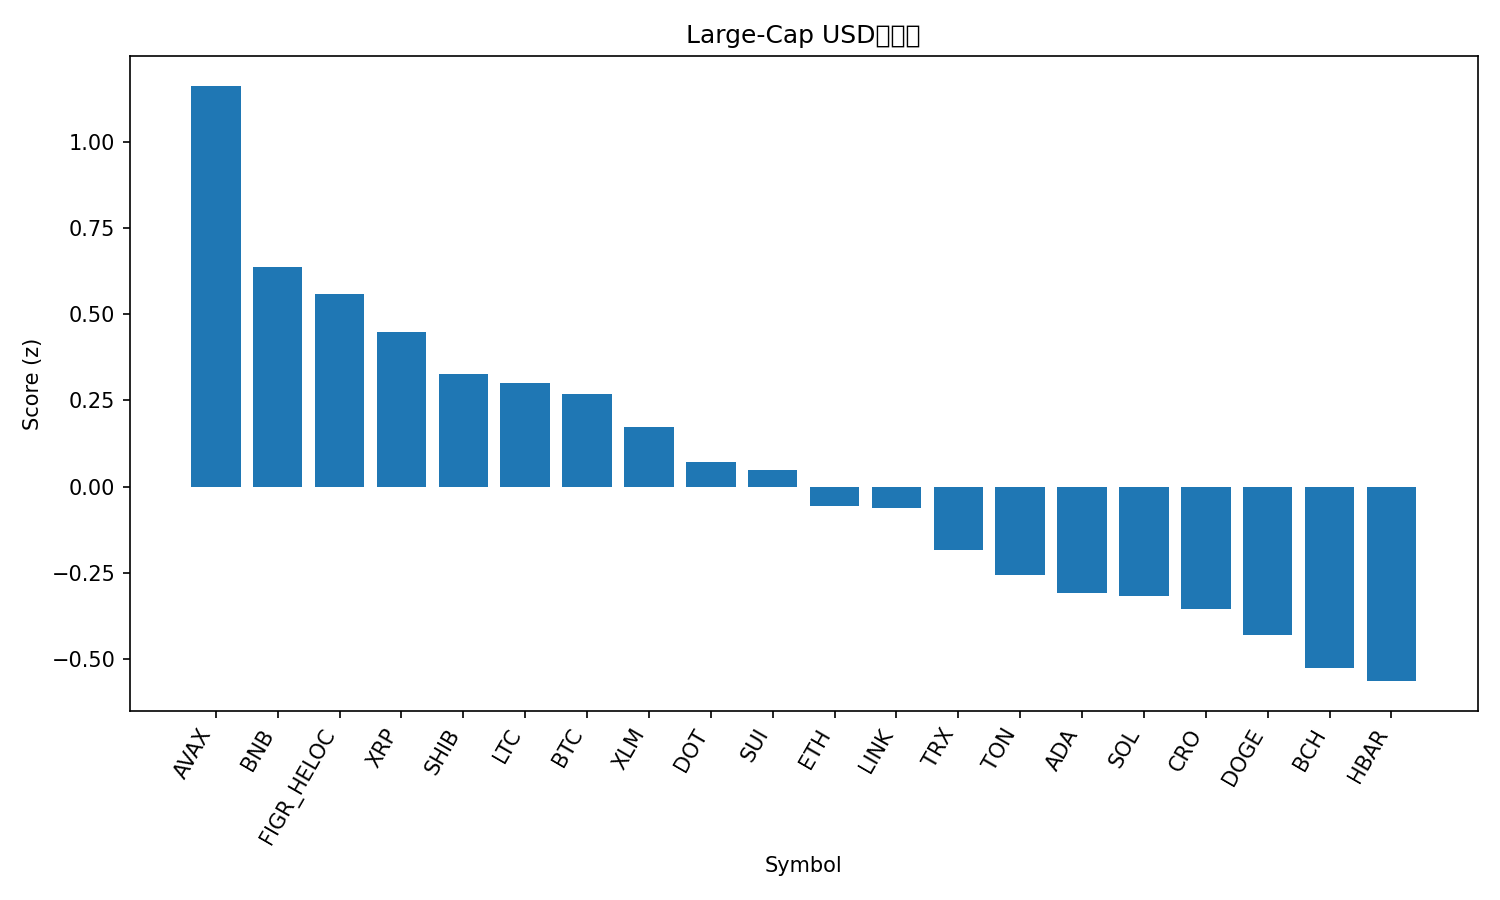 Large-Cap USD
1.00
0.75
0.50
0.25
0.00
−0.25
−0.50
Score (z)
AVAX
BNB
FIGR_HELOC
XRP
SHIB
LTC
BTC
XLM
DOT
SUI
ETH
LINK
TRX
TON
ADA
SOL
CRO
DOGE
BCH
HBAR
Symbol